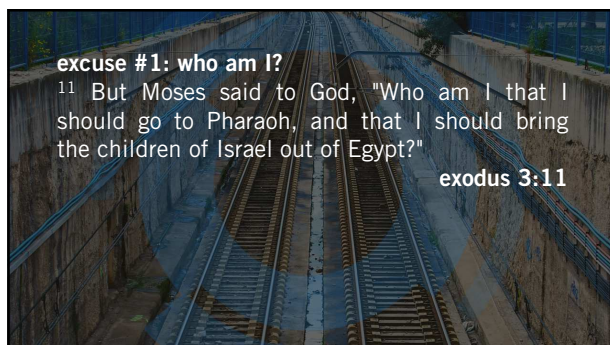 excuse #1: who am I?
¹¹ But Moses said to God, "Who am I that I
should go to Pharaoh, and that I should bring
the children of Israel out of Egypt?"
exodus 3:11